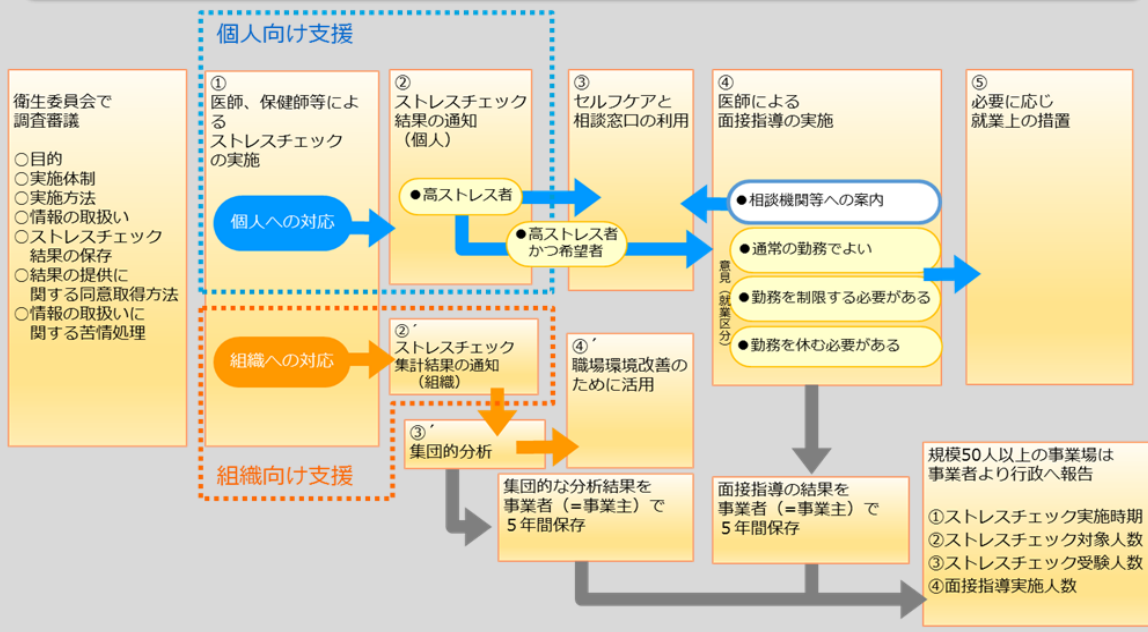 個人向け支援
衛生委員会で
調査審議
○目的
○実施体制
○実施方法
○情報の取扱い
○ストレスチェック
結果の保存
○結果の提供に
関する同意取得方法
○情報の取扱いに
関する苦情処理
①
医師、保健師等によ
る
ストレスチェック
の実施
個人への対応
②
ストレスチェック
結果の通知
（個人）
●高ストレス者
●高ストレス者
かつ希望者
③
セルフケアと
相談窓口の利用
④
医師による
面接指導の実施
●相談機関等への案内
意見（就業区分）
●通常の勤務でよい
●勤務を制限する必要がある
●勤務を休む必要がある
⑤
必要に応じ
就業上の措置
組織への対応
②´
ストレスチェック
集計結果の通知
（組織）
③´
集団的分析
④´
職場環境改善の
ために活用
組織向け支援
集団的な分析結果を
事業者（=事業主）で
５年間保存
面接指導の結果を
事業者（=事業主）で
５年間保存
規模50人以上の事業場は
事業者より行政へ報告
①ストレスチェック実施時期
②ストレスチェック対象人数
③ストレスチェック受験人数
④面接指導実施人数